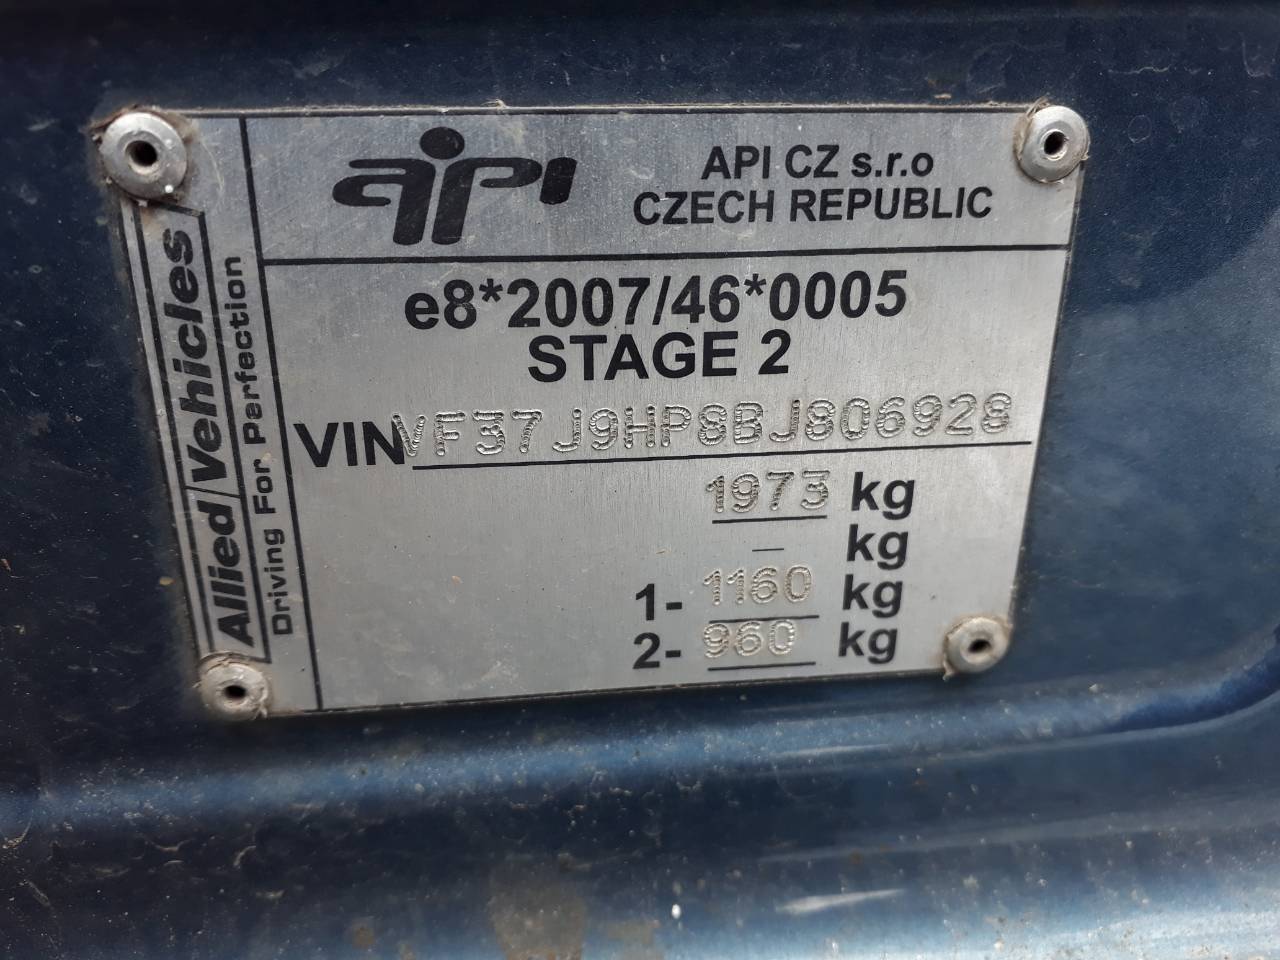 api
API CZ s.r.o
CZECH REPUBLIC
Allied Vehicles
Driving For Perfection
e8*2007/46*0005
STAGE 2
VIN VF37J9HP8BJ806928
1973 kg
— kg
1- 1160 kg
2- 960 kg